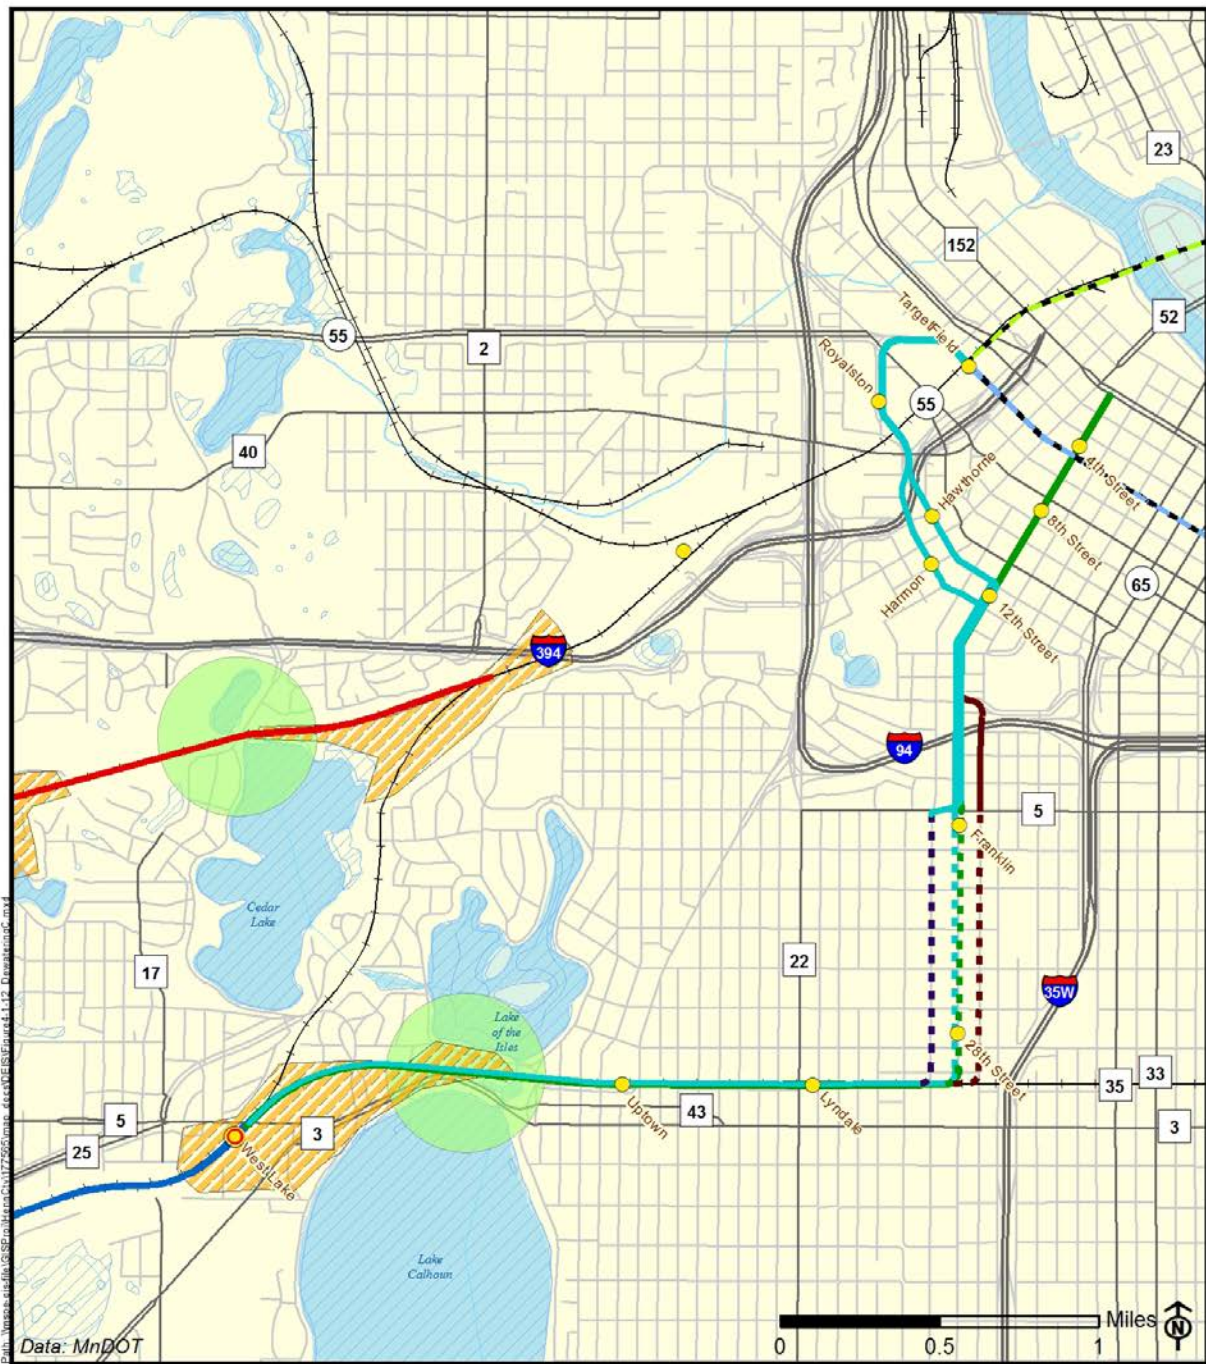 23
152
52
55
2
Target Field
Royalston
55
40
4th Street
Hawthorne
8th Street
65
Harmon
12th Street
394
94
5
Franklin
Cedar
Lake
17
22
35W
Lake
of the
Isles
28th Street
33
35
Uptown
Lyndale
43
5
3
3
25
West Lake
Lake
Calhoun
Miles
N
0
0.5
1
Data: MnDOT